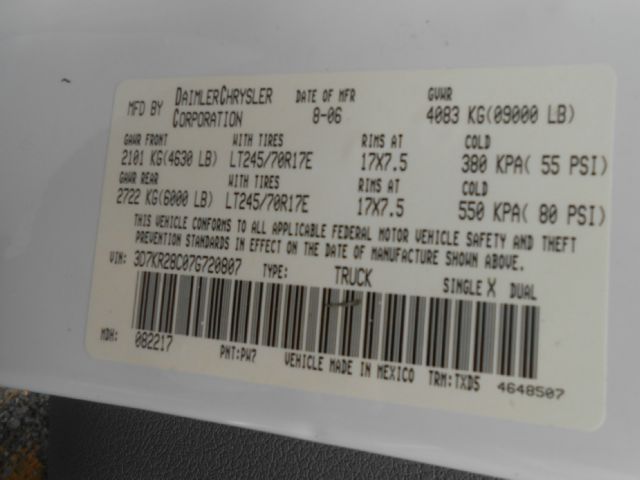 MFD BY DAIMLERCHRYSLER CORPORATION DATE OF MFR 8-06 GVWR 4083 KG(09000 LB)
GAWR FRONT WITH TIRES RIMS AT COLD
2101 KG(4630 LB) LT245/70R17E 17X7.5 380 KPA( 55 PSI)
GAWR REAR WITH TIRES RIMS AT COLD
2722 KG(6000 LB) LT245/70R17E 17X7.5 550 KPA( 80 PSI)
THIS VEHICLE CONFORMS TO ALL APPLICABLE FEDERAL MOTOR VEHICLE SAFETY AND THEFT
PREVENTION STANDARDS IN EFFECT ON THE DATE OF MANUFACTURE SHOWN ABOVE.
VIN: 3D7KR28C07G720807 TYPE: TRUCK SINGLE X DUAL
MDH: 082217 PNT:PW7 VEHICLE MADE IN MEXICO TRM:TXD5 4648507